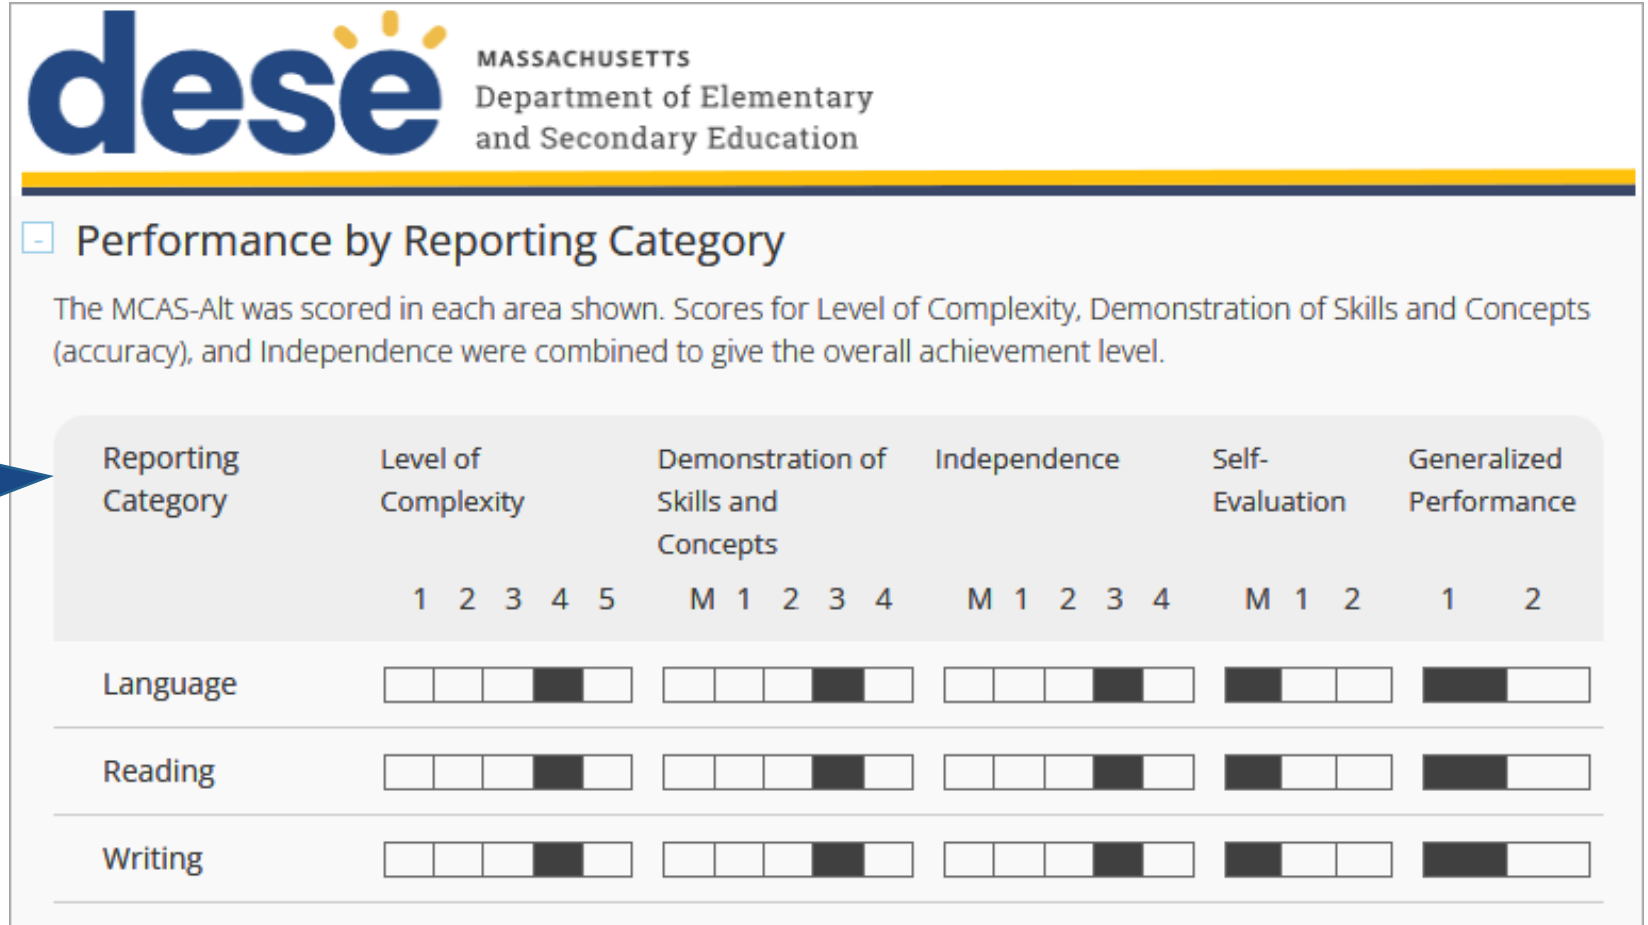 dese
MASSACHUSETTS
Department of Elementary
and Secondary Education
- Performance by Reporting Category
The MCAS-Alt was scored in each area shown. Scores for Level of Complexity, Demonstration of Skills and Concepts
(accuracy), and Independence were combined to give the overall achievement level.
Reporting Category
Level of Complexity
Demonstration of Skills and Concepts
Independence
Self-Evaluation
Generalized Performance
1 2 3 4 5 M 1 2 3 4 M 1 2 3 4 M 1 2 1 2
Language
Reading
Writing